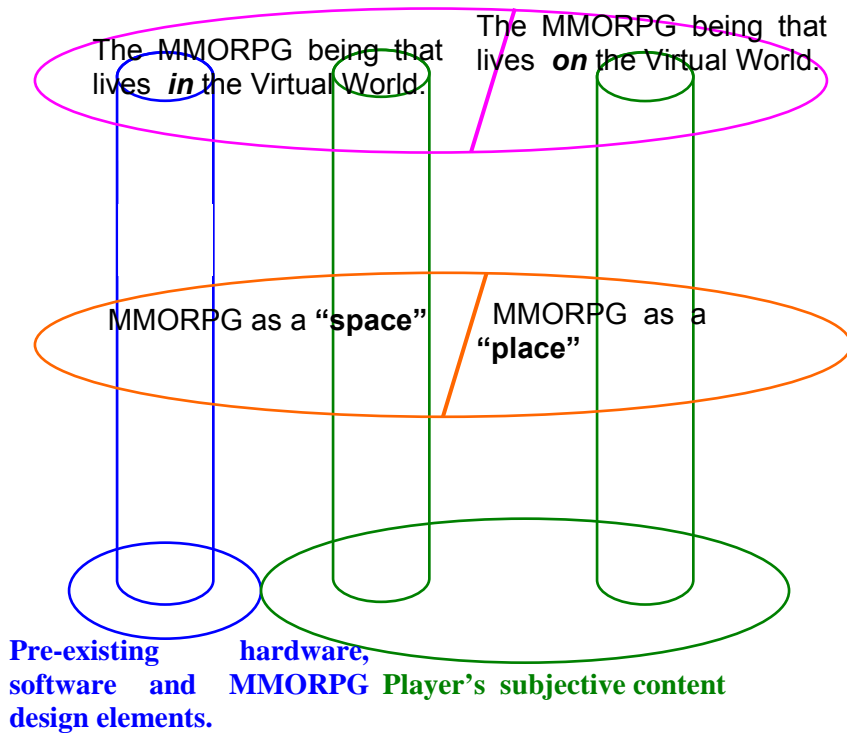 The MMORPG being that
lives in the Virtual World.
The MMORPG being that
lives on the Virtual World.
MMORPG as a “space”
MMORPG as a
“place”
Pre-existing hardware,
software and MMORPG
design elements.
Player’s subjective content